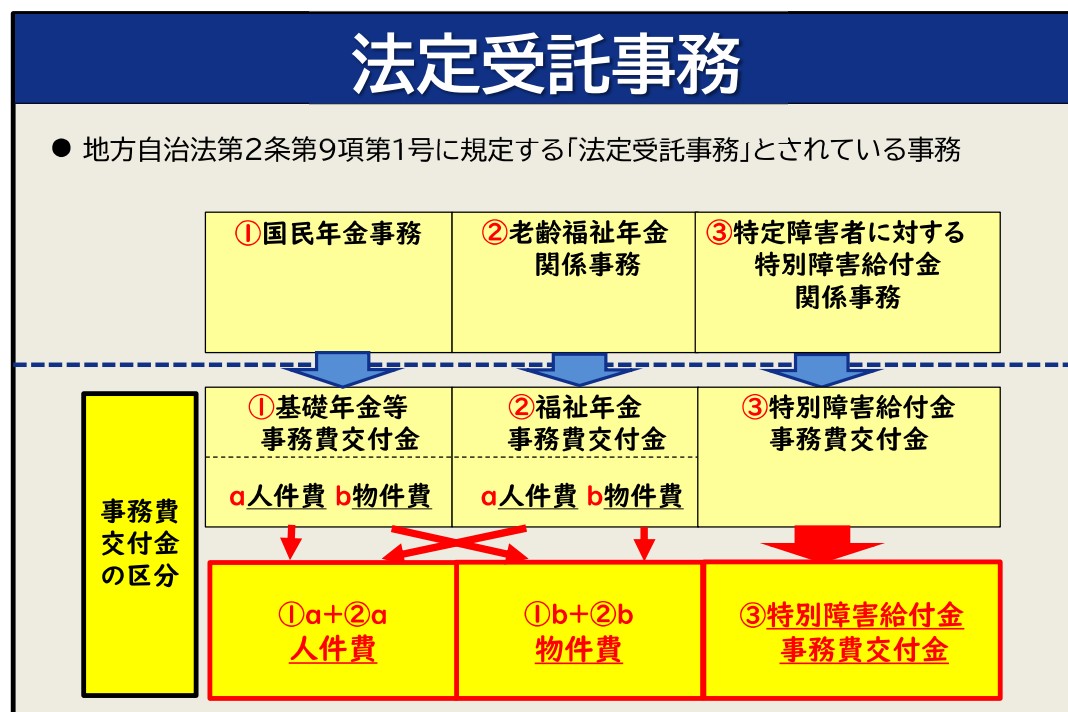 法定受託事務
● 地方自治法第2条第9項第1号に規定する「法定受託事務」とされている事務
①国民年金事務
②老齢福祉年金
関係事務
③特定障害者に対する
特別障害給付金
関係事務
事務費
交付金
の区分
①基礎年金等
事務費交付金
a人件費 b物件費
②福祉年金
事務費交付金
a人件費 b物件費
③特別障害給付金
事務費交付金
①a+②a
人件費
①b+②b
物件費
③特別障害給付金
事務費交付金